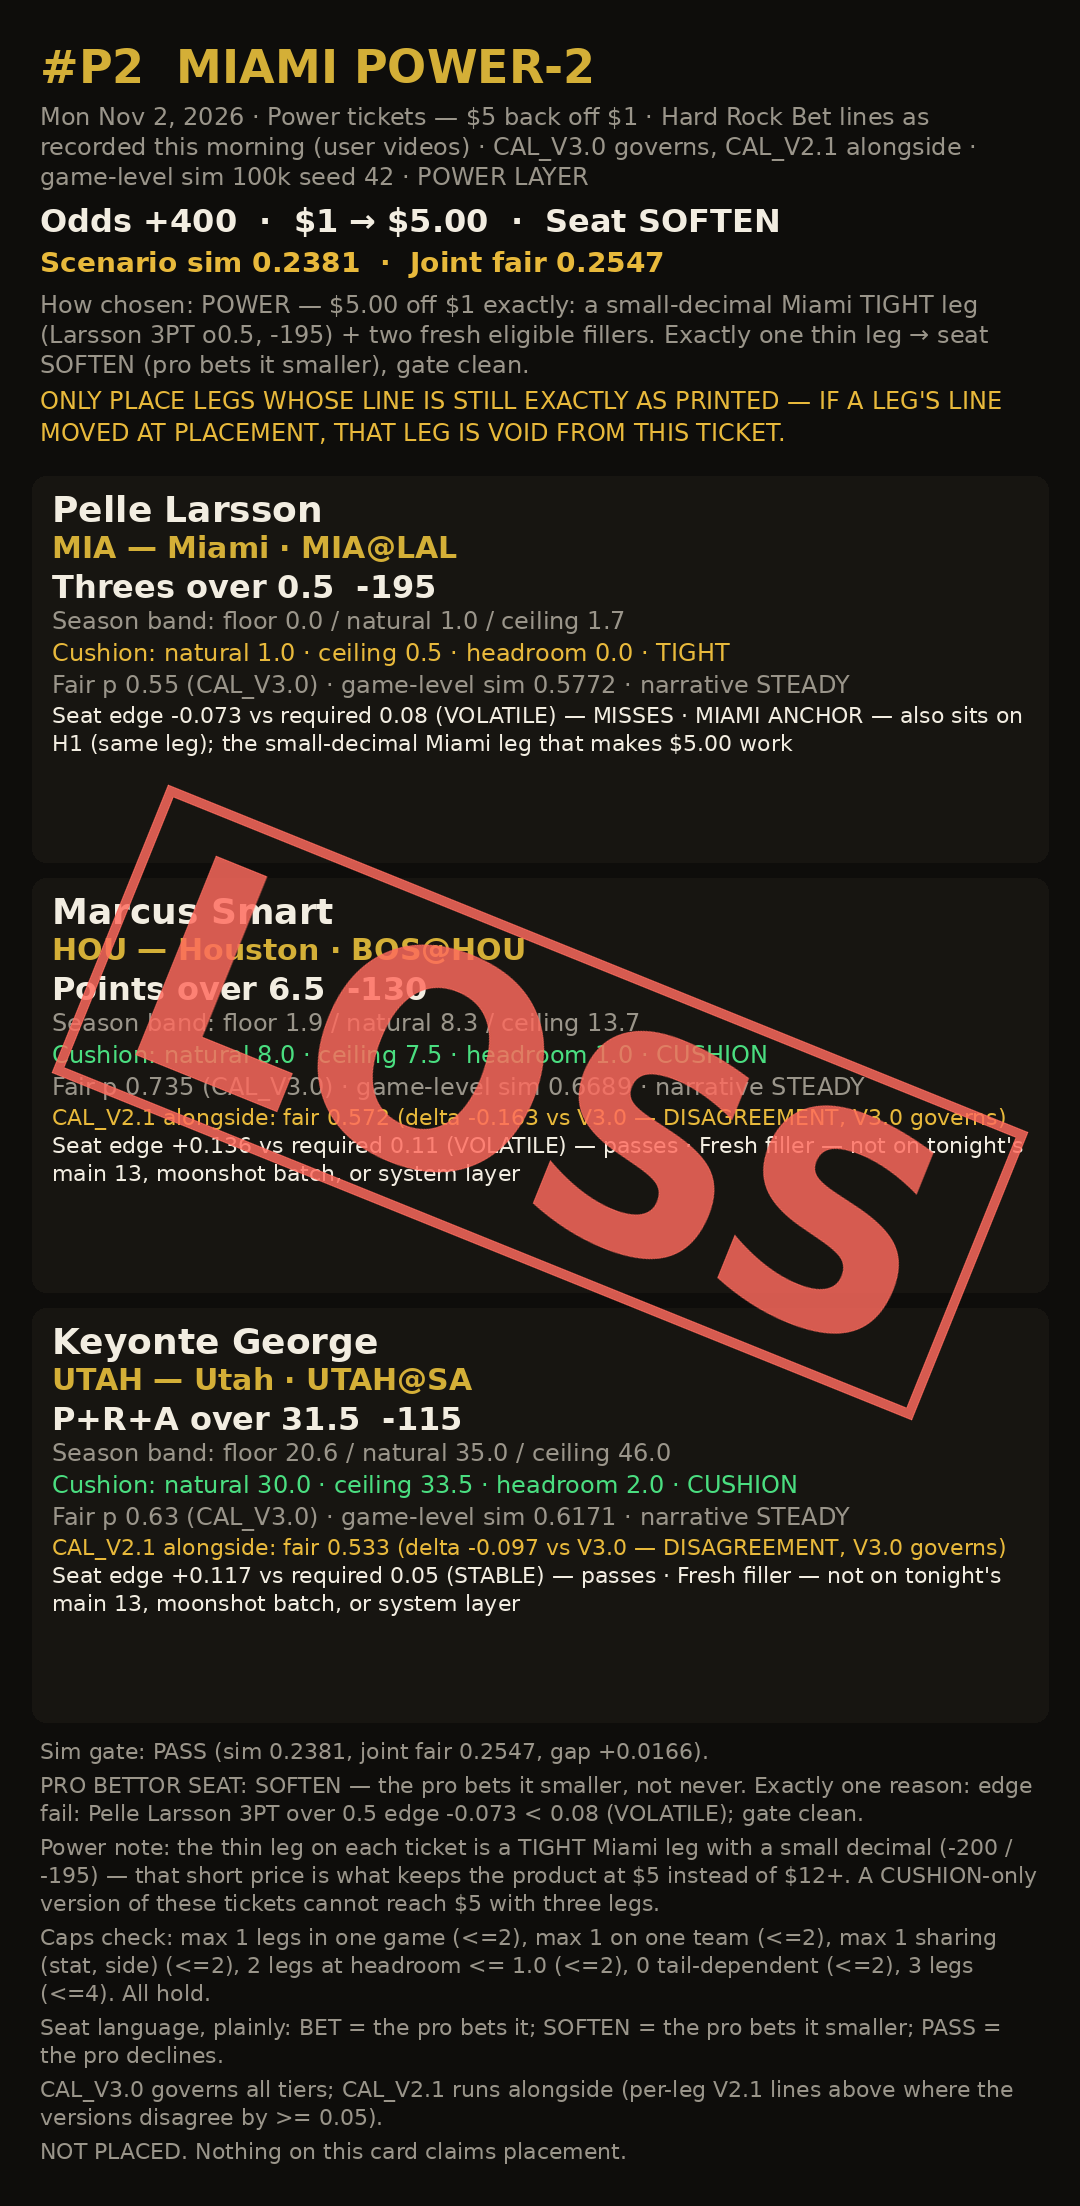 #P2 MIAMI POWER-2
Mon Nov 2, 2026 · Power tickets — $5 back off $1 · Hard Rock Bet lines as
recorded this morning (user videos) · CAL_V3.0 governs, CAL_V2.1 alongside ·
game-level sim 100k seed 42 · POWER LAYER
Odds +400 · $1 → $5.00 · Seat SOFTEN
Scenario sim 0.2381 · Joint fair 0.2547
How chosen: POWER — $5.00 off $1 exactly: a small-decimal Miami TIGHT leg
(Larsson 3PT o0.5, -195) + two fresh eligible fillers. Exactly one thin leg → seat
SOFTEN (pro bets it smaller), gate clean.
ONLY PLACE LEGS WHOSE LINE IS STILL EXACTLY AS PRINTED — IF A LEG'S LINE
MOVED AT PLACEMENT, THAT LEG IS VOID FROM THIS TICKET.
Pelle Larsson
MIA — Miami · MIA@LAL
Threes over 0.5 -195
Season band: floor 0.0 / natural 1.0 / ceiling 1.7
Cushion: natural 1.0 · ceiling 0.5 · headroom 0.0 · TIGHT
Fair p 0.55 (CAL_V3.0) · game-level sim 0.5772 · narrative STEADY
Seat edge -0.073 vs required 0.08 (VOLATILE) — MISSES · MIAMI ANCHOR — also sits on
H1 (same leg); the small-decimal Miami leg that makes $5.00 work
Marcus Smart
HOU — Houston · BOS@HOU
Points over 6.5 -130
Season band: floor 1.9 / natural 8.3 / ceiling 13.7
Cushion: natural 8.0 · ceiling 7.5 · headroom 1.0 · CUSHION
Fair p 0.735 (CAL_V3.0) · game-level sim 0.6689 · narrative STEADY
CAL_V2.1 alongside: fair 0.572 (delta -0.163 vs V3.0 — DISAGREEMENT, V3.0 governs)
Seat edge +0.136 vs required 0.11 (VOLATILE) — passes · Fresh filler — not on tonight's
main 13, moonshot batch, or system layer
LOSS
Keyonte George
UTAH — Utah · UTAH@SA
P+R+A over 31.5 -115
Season band: floor 20.6 / natural 35.0 / ceiling 46.0
Cushion: natural 30.0 · ceiling 33.5 · headroom 2.0 · CUSHION
Fair p 0.63 (CAL_V3.0) · game-level sim 0.6171 · narrative STEADY
CAL_V2.1 alongside: fair 0.533 (delta -0.097 vs V3.0 — DISAGREEMENT, V3.0 governs)
Seat edge +0.117 vs required 0.05 (STABLE) — passes · Fresh filler — not on tonight's
main 13, moonshot batch, or system layer
Sim gate: PASS (sim 0.2381, joint fair 0.2547, gap +0.0166).
PRO BETTOR SEAT: SOFTEN — the pro bets it smaller, not never. Exactly one reason: edge
fail: Pelle Larsson 3PT over 0.5 edge -0.073 < 0.08 (VOLATILE); gate clean.
Power note: the thin leg on each ticket is a TIGHT Miami leg with a small decimal (-200 /
-195) — that short price is what keeps the product at $5 instead of $12+. A CUSHION-only
version of these tickets cannot reach $5 with three legs.
Caps check: max 1 legs in one game (<=2), max 1 on one team (<=2), max 1 sharing
(stat, side) (<=2), 2 legs at headroom <= 1.0 (<=2), 0 tail-dependent (<=2), 3 legs
(<=4). All hold.
Seat language, plainly: BET = the pro bets it; SOFTEN = the pro bets it smaller; PASS =
the pro declines.
CAL_V3.0 governs all tiers; CAL_V2.1 runs alongside (per-leg V2.1 lines above where the
versions disagree by >= 0.05).
NOT PLACED. Nothing on this card claims placement.